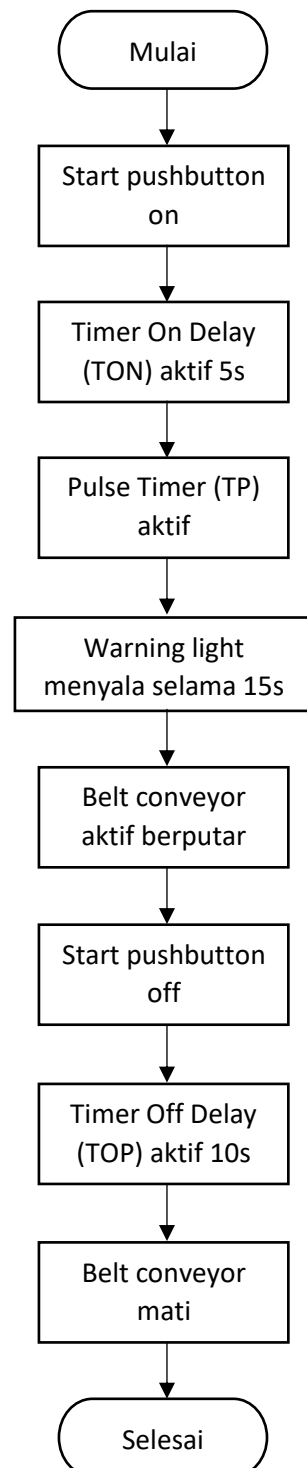 Mulai
Start pushbutton
on
Timer On Delay
(TON) aktif 5s
Pulse Timer (TP)
aktif
Warning light
menyala selama 15s
Belt conveyor
aktif berputar
Start pushbutton
off
Timer Off Delay
(TOP) aktif 10s
Belt conveyor
mati
Selesai